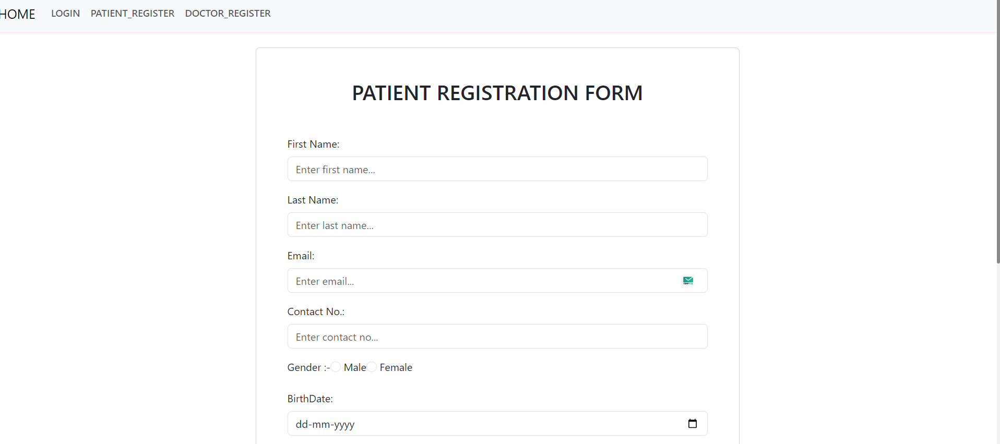 HOME LOGIN PATIENT_REGISTER DOCTOR_REGISTER
PATIENT REGISTRATION FORM
First Name:
Enter first name...
Last Name:
Enter last name...
Email:
Enter email...
Contact No.:
Enter contact no...
Gender :- Male Female
BirthDate:
dd-mm-yyyy